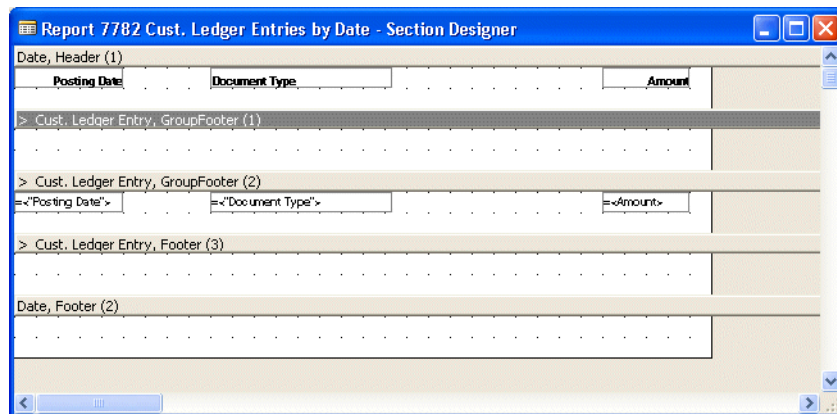 Report 7782 Cust. Ledger Entries by Date - Section Designer
Date, Header (1)
Posting Date Document Type Amount
> Cust. Ledger Entry, GroupFooter (1)
> Cust. Ledger Entry, GroupFooter (2)
=<"Posting Date"> =<"Document Type"> =<Amount>
> Cust. Ledger Entry, Footer (3)
Date, Footer (2)